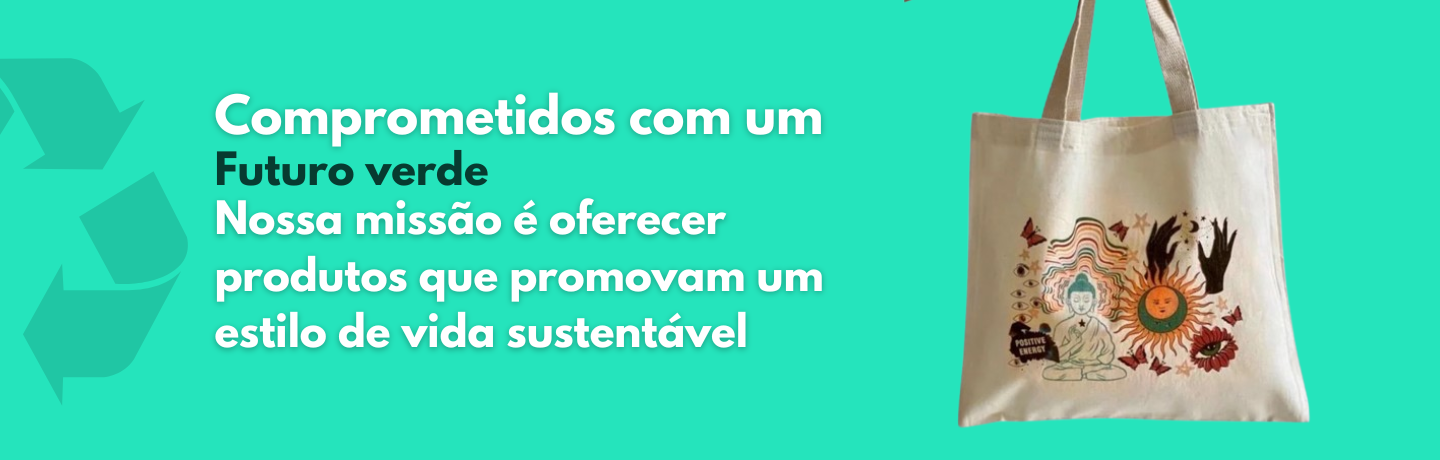 Comprometidos com um
Futuro verde
Nossa missão é oferecer
produtos que promovam um
estilo de vida sustentável
POSITIVE
ENERGY